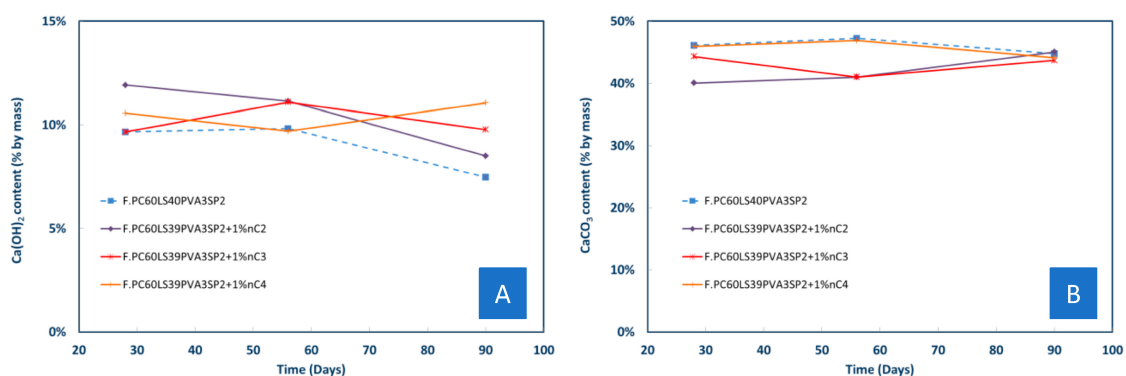 15%
10%
5%
0%
Ca(OH)2 content (% by mass)
F.PC60LS40PVA3SP2
F.PC60LS39PVA3SP2+1%nC2
F.PC60LS39PVA3SP2+1%nC3
F.PC60LS39PVA3SP2+1%nC4
A
20 30 40 50 60 70 80 90 100
Time (Days)
50%
40%
30%
20%
10%
0%
CaCO3 content (% by mass)
F.PC60LS40PVA3SP2
F.PC60LS39PVA3SP2+1%nC2
F.PC60LS39PVA3SP2+1%nC3
F.PC60LS39PVA3SP2+1%nC4
B
20 30 40 50 60 70 80 90 100
Time (Days)